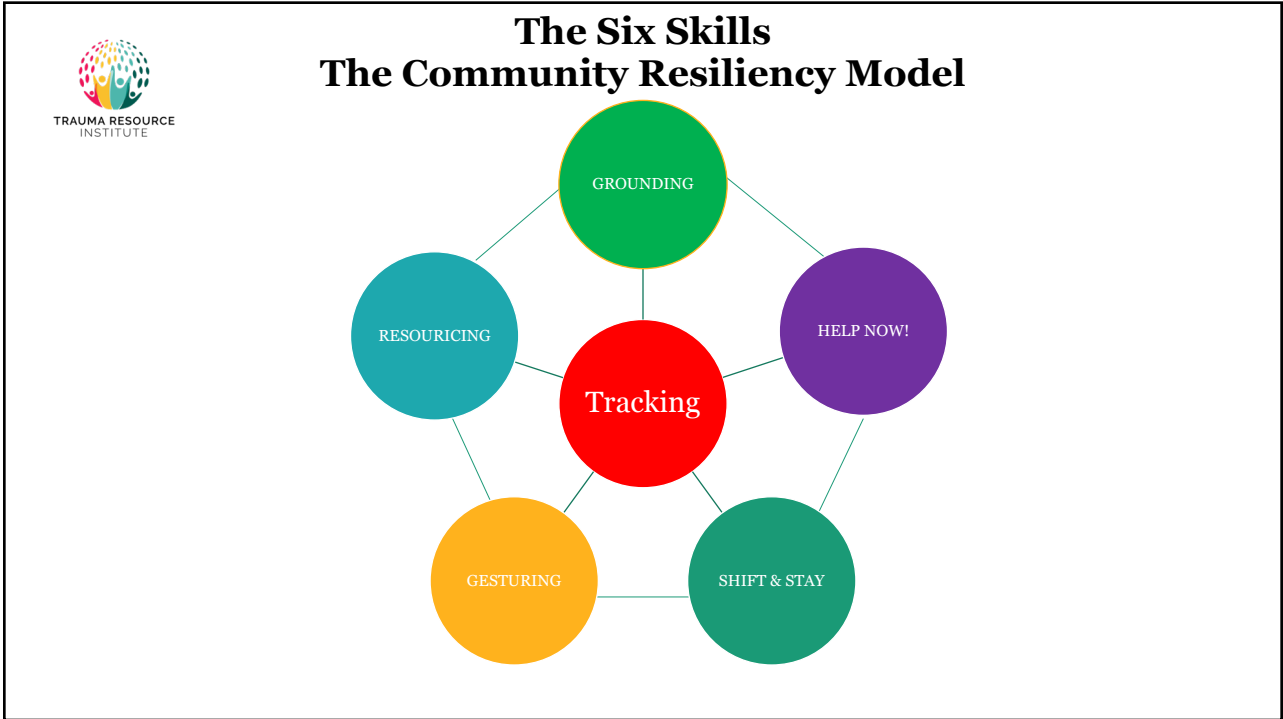 The Six Skills
The Community Resiliency Model
TRAUMA RESOURCE
INSTITUTE
GROUNDING
RESOURICING
HELP NOW!
Tracking
GESTURING
SHIFT & STAY